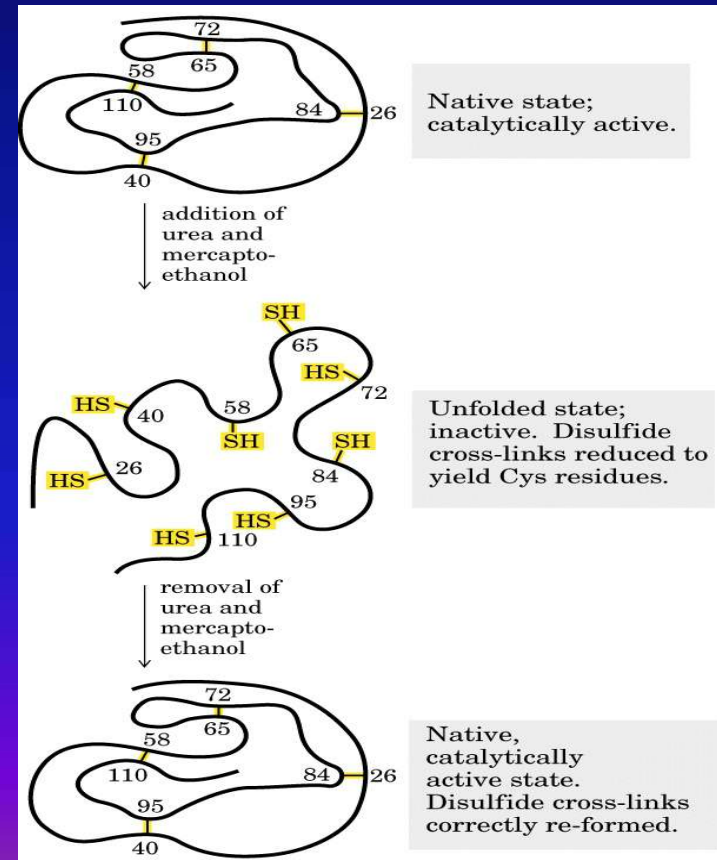 72
65
58
110
84
26
95
40
Native state;
catalytically active.
addition of
urea and
mercapto-
ethanol
SH
65
HS
72
HS
40
58
SH
SH
84
26
HS
95
HS
HS
110
Unfolded state;
inactive. Disulfide
cross-links reduced to
yield Cys residues.
removal of
urea and
mercapto-
ethanol
72
65
58
110
84
26
95
40
Native,
catalytically
active state.
Disulfide cross-links
correctly re-formed.